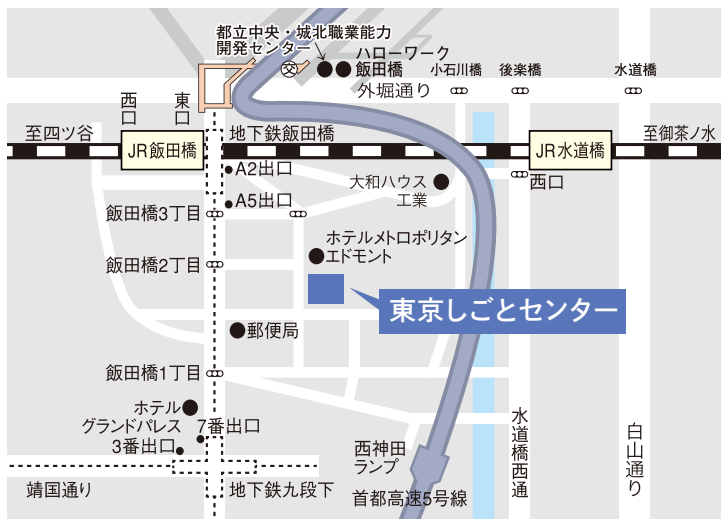 都立中央・城北職業能力
開発センター
交
ハローワーク
飯田橋
小石川橋
後楽橋
水道橋
外堀通り
西口
東口
至四ツ谷
JR飯田橋
地下鉄飯田橋
JR水道橋
至御茶ノ水
A2出口
大和ハウス
工業
西口
A5出口
飯田橋3丁目
ホテルメトロポリタン
エドモント
飯田橋2丁目
東京しごとセンター
郵便局
飯田橋1丁目
ホテル
グランドパレス
7番出口
3番出口
西神田
ランプ
水道橋西通
白山通り
靖国通り
地下鉄九段下
首都高速5号線